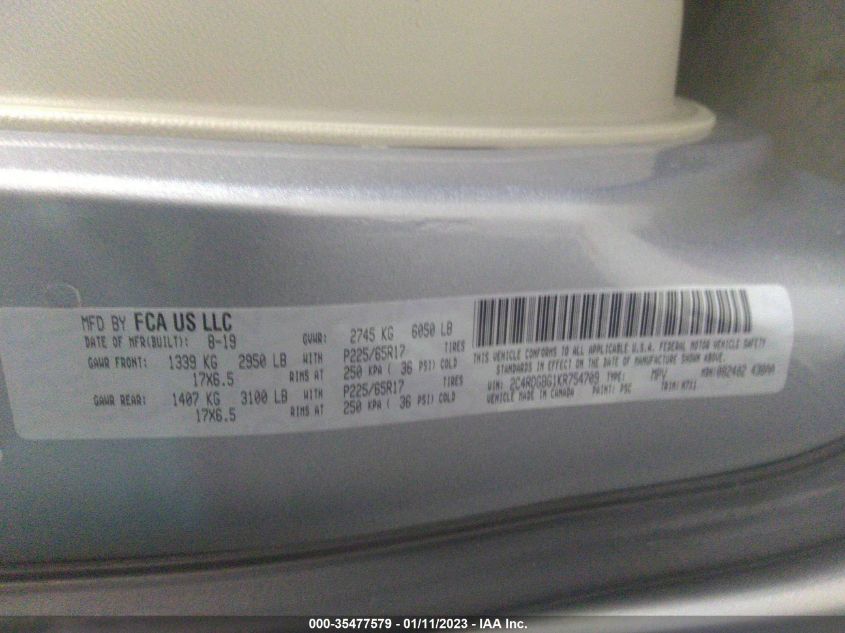 MFD BY FCA US LLC
DATE OF MFR(BUILT): 8-19 GVWR: 2745 KG 6050 LB
GAWR FRONT: 1339 KG 2950 LB WITH P225/65R17 TIRES
17X6.5 RIMS AT 250 KPA ( 36 PSI) COLD
GAWR REAR: 1407 KG 3100 LB WITH P225/65R17 TIRES
17X6.5 RIMS AT 250 KPA ( 36 PSI) COLD
THIS VEHICLE CONFORMS TO ALL APPLICABLE U.S.A. FEDERAL MOTOR VEHICLE SAFETY
STANDARDS IN EFFECT ON THE DATE OF MANUFACTURE SHOWN ABOVE.
VIN: 2C4RDGBG1KR754709 TYPE: MPV MDH: 082402
VEHICLE MADE IN CANADA PAINT: PSC TRIM:
000-35477579 - 01/11/2023 - IAA Inc.